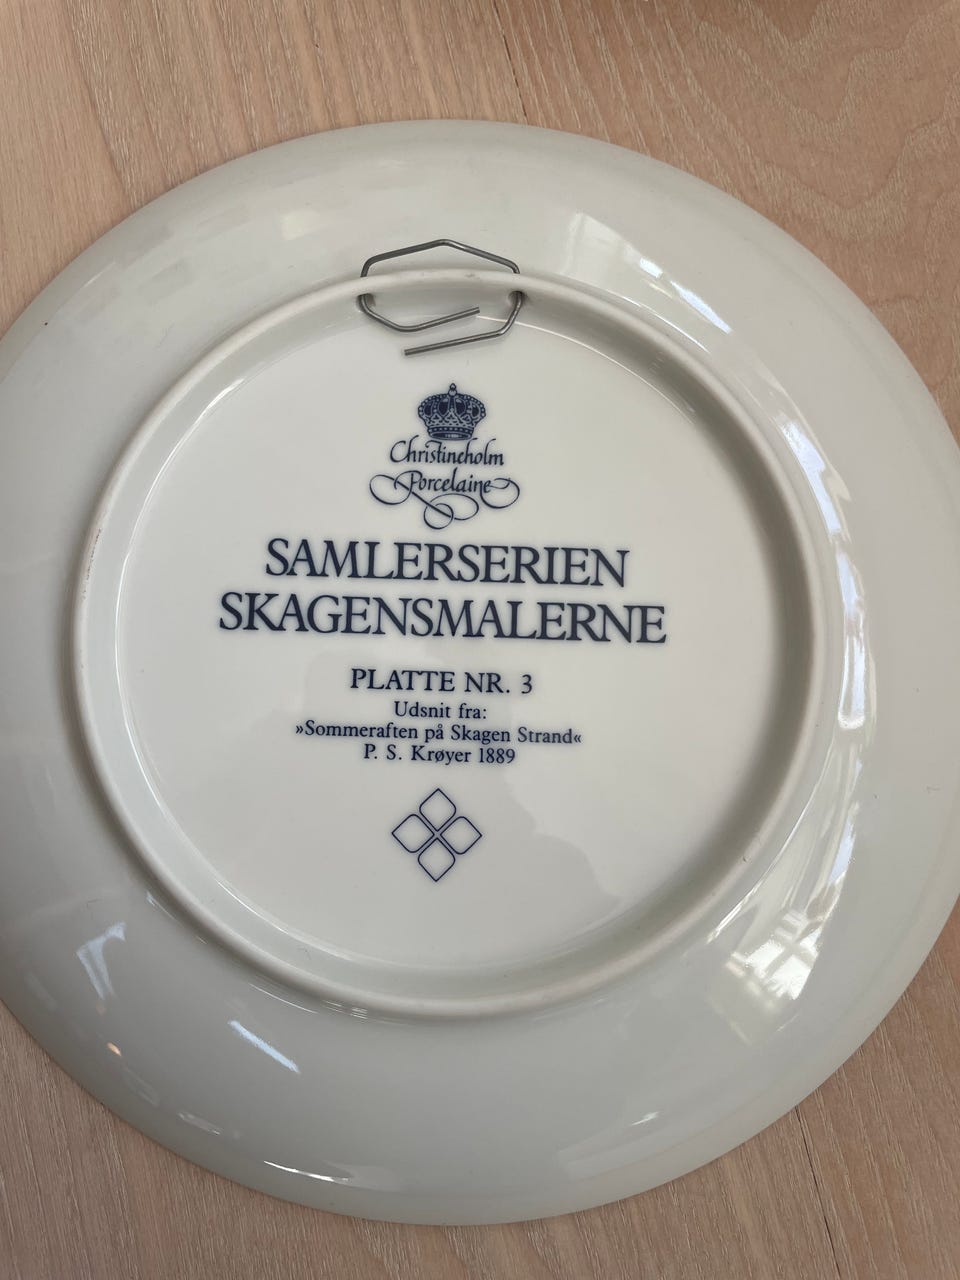 Christineholm
Porcelaine
SAMLERSERIEN
SKAGENSMALERNE
PLATTE NR. 3
Udsnit fra:
»Sommeraften på Skagen Strand«
P. S. Krøyer 1889